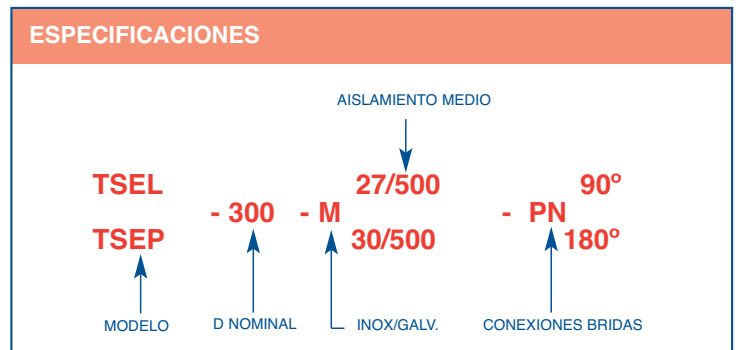 ESPECIFICACIONES
AISLAMIENTO MEDIO
TSEL 27/500 90º
- 300 - M - PN
TSEP 30/500 180º
MODELO D NOMINAL INOX/GALV. CONEXIONES BRIDAS